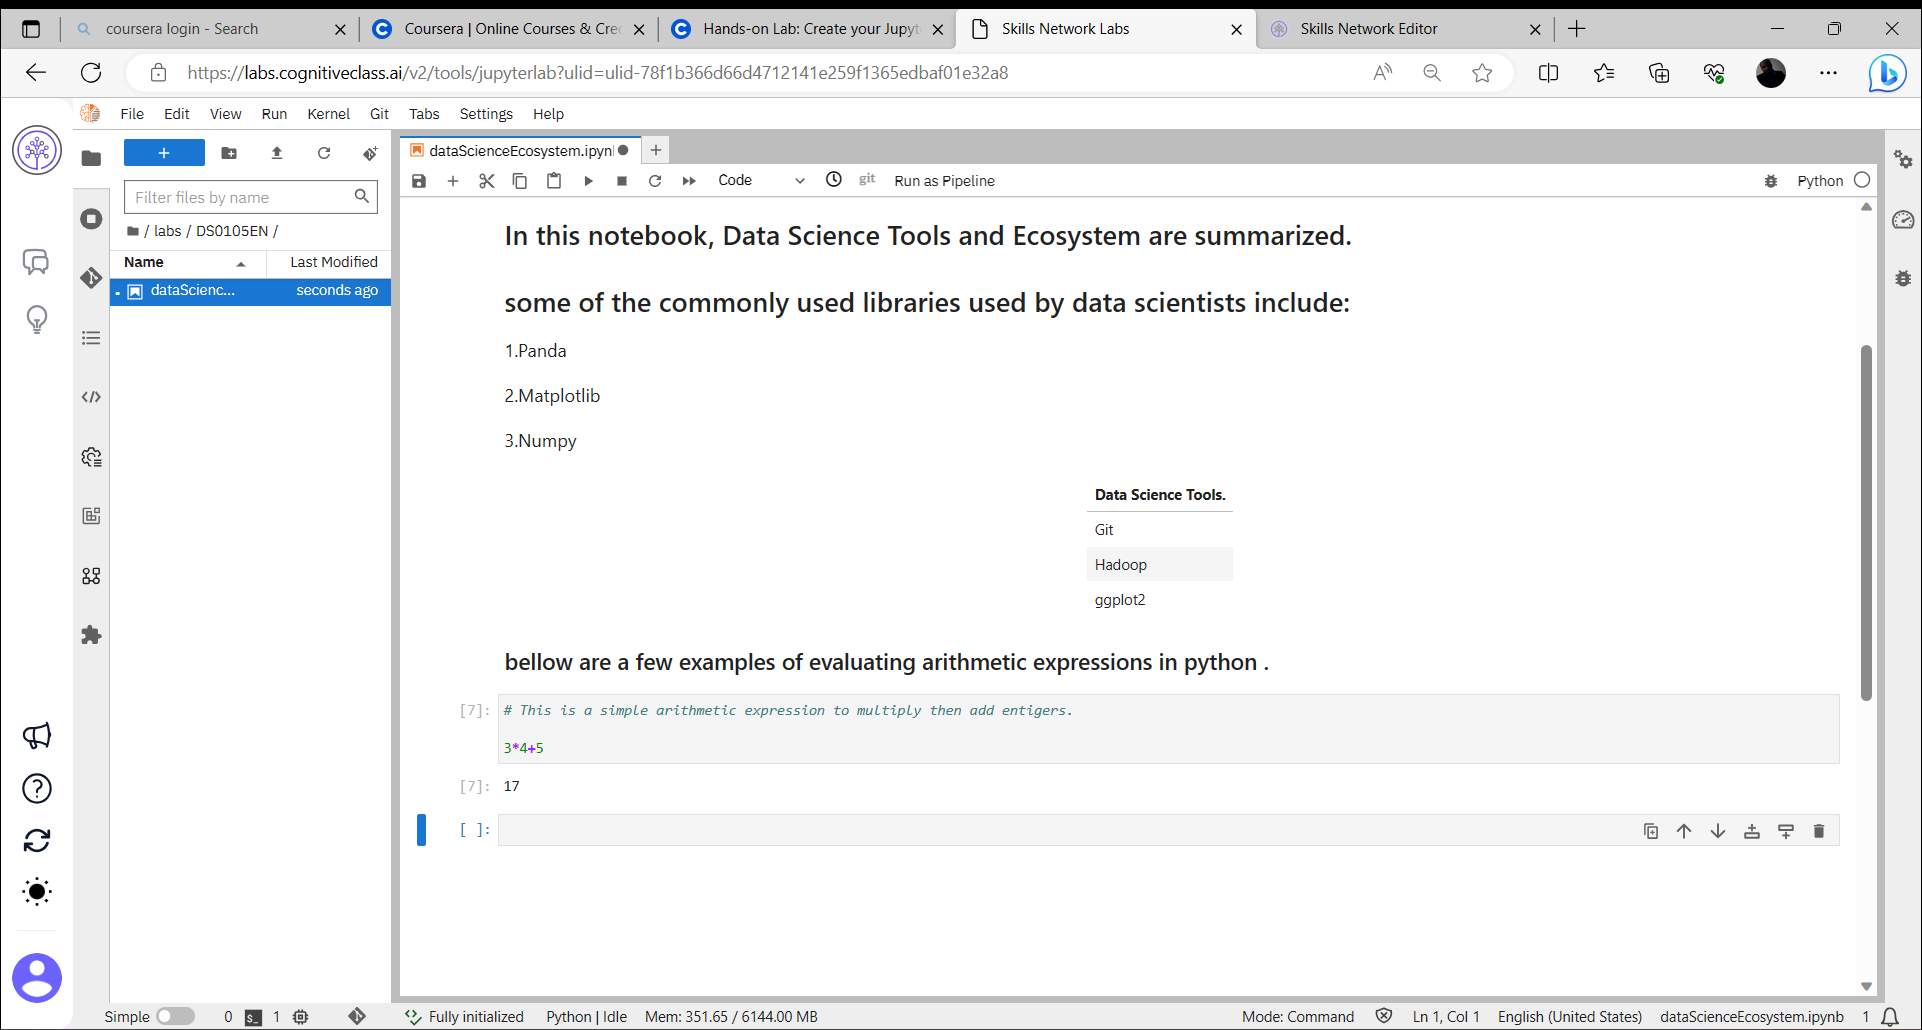 coursera login - Search
Coursera | Online Courses & Cre
Hands-on Lab: Create your Jupyt
Skills Network Labs
Skills Network Editor
https://labs.cognitiveclass.ai/v2/tools/jupyterlab?ulid=ulid-78f1b366d66d4712141e259f1365edbaf01e32a8
File Edit View Run Kernel Git Tabs Settings Help
dataScienceEcosystem.ipynl
Filter files by name
Code
git
Run as Pipeline
Python
/ labs / DS0105EN /
Name
Last Modified
dataScienc...
seconds ago
In this notebook, Data Science Tools and Ecosystem are summarized.
some of the commonly used libraries used by data scientists include:
1.Panda
2.Matplotlib
3.Numpy
Data Science Tools.
Git
Hadoop
ggplot2
bellow are a few examples of evaluating arithmetic expressions in python .
[7]: # This is a simple arithmetic expression to multiply then add entigers.
3*4+5
[7]: 17
[ ]:
Simple 0 1 Fully initialized Python | Idle Mem: 351.65 / 6144.00 MB Mode: Command Ln 1, Col 1 English (United States) dataScienceEcosystem.ipynb 1